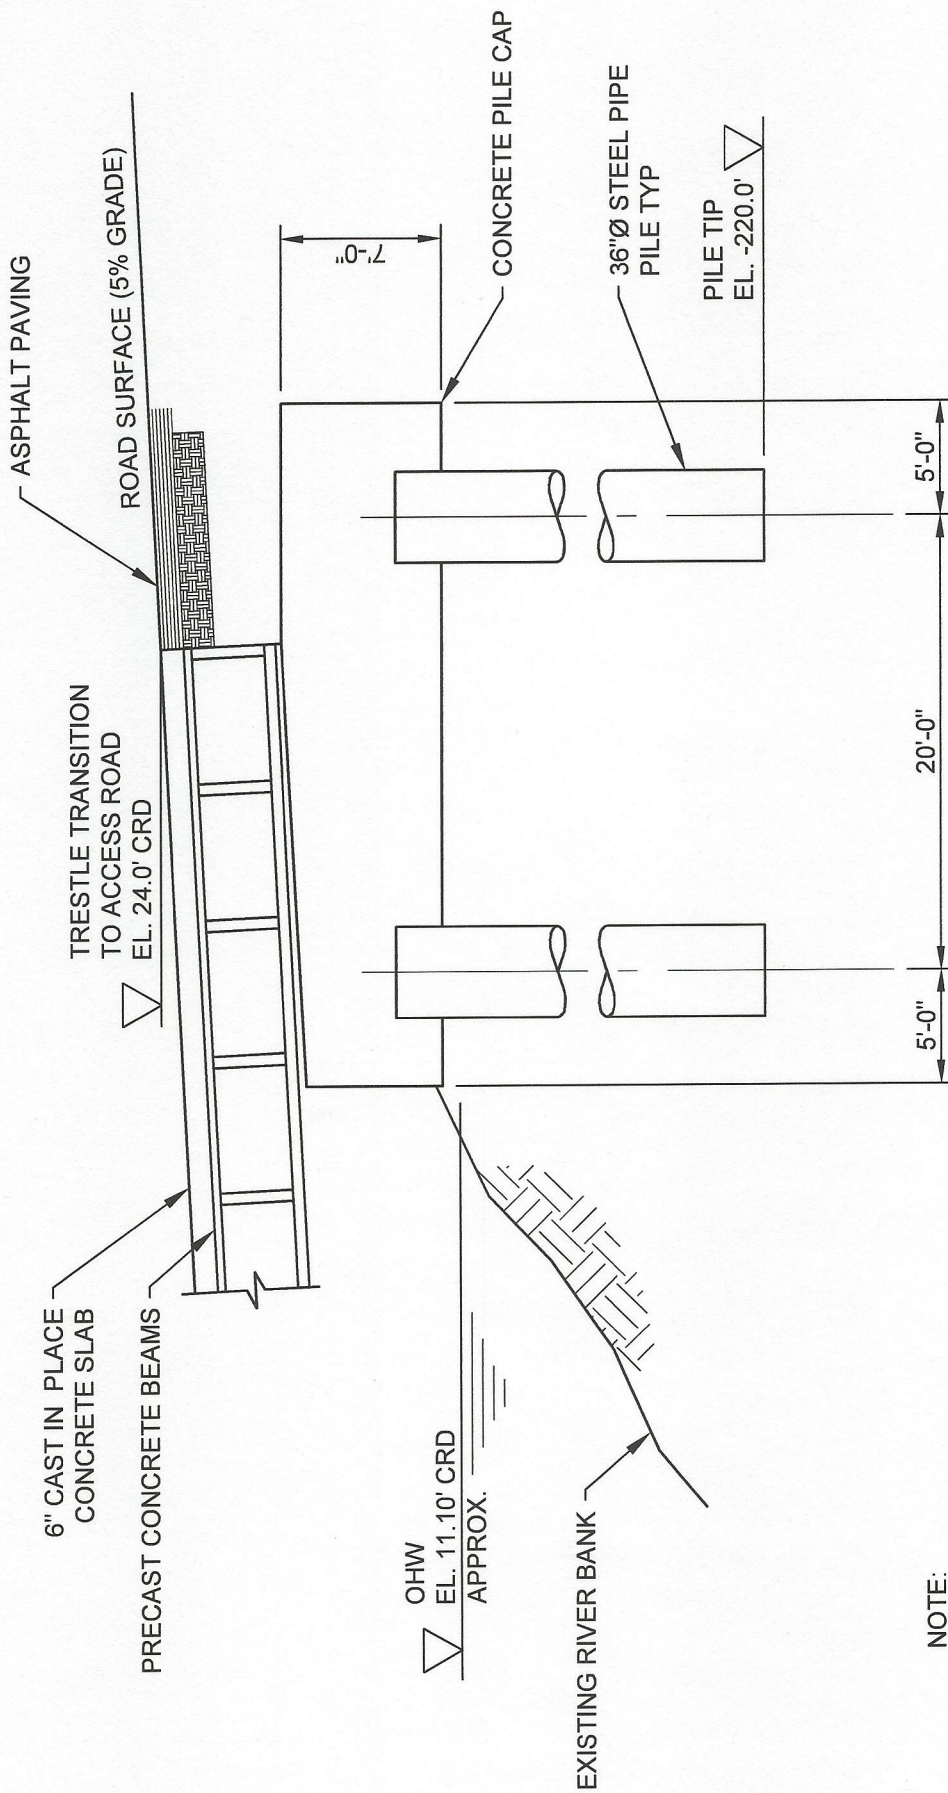 ASPHALT PAVING
ROAD SURFACE (5% GRADE)
TRESTLE TRANSITION
TO ACCESS ROAD
EL. 24.0' CRD
6" CAST IN PLACE
CONCRETE SLAB
PRECAST CONCRETE BEAMS
7'-0"
CONCRETE PILE CAP
OHW
EL. 11.10' CRD
APPROX.
36"Ø STEEL PIPE
PILE TYP
EXISTING RIVER BANK
PILE TIP
EL. -220.0'
5'-0"
20'-0"
5'-0"
NOTE: